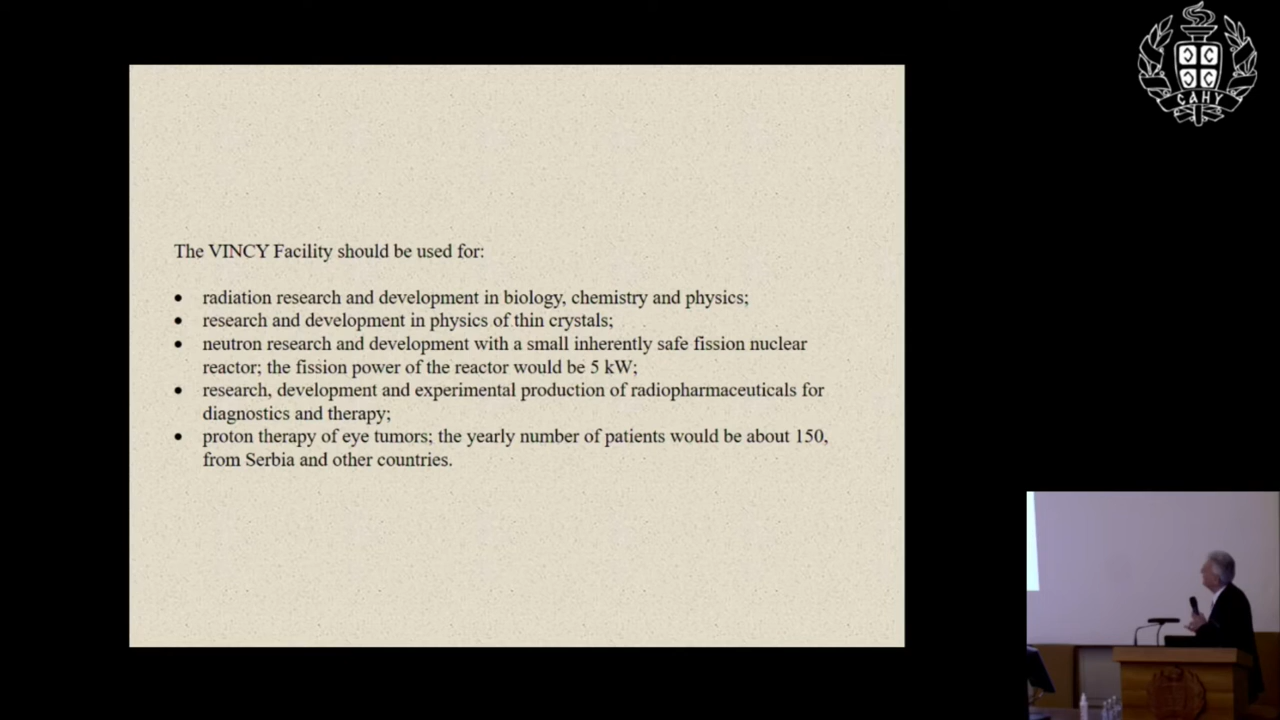 The VINCY Facility should be used for:
• radiation research and development in biology, chemistry and physics;
• research and development in physics of thin crystals;
• neutron research and development with a small inherently safe fission nuclear
reactor; the fission power of the reactor would be 5 kW;
• research, development and experimental production of radiopharmaceuticals for
diagnostics and therapy;
• proton therapy of eye tumors; the yearly number of patients would be about 150,
from Serbia and other countries.
САНУ